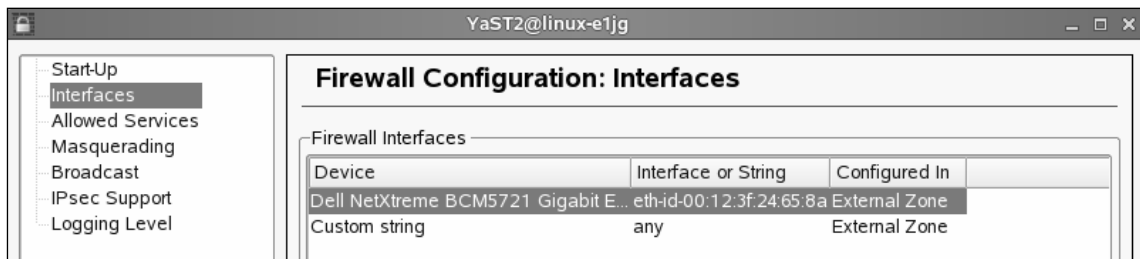 YaST2@linux-e1jg
Start-Up
Interfaces
Allowed Services
Masquerading
Broadcast
IPsec Support
Logging Level
Firewall Configuration: Interfaces
Firewall Interfaces
Device Interface or String Configured In
Dell NetXtreme BCM5721 Gigabit E... eth-id-00:12:3f:24:65:8a External Zone
Custom string any External Zone